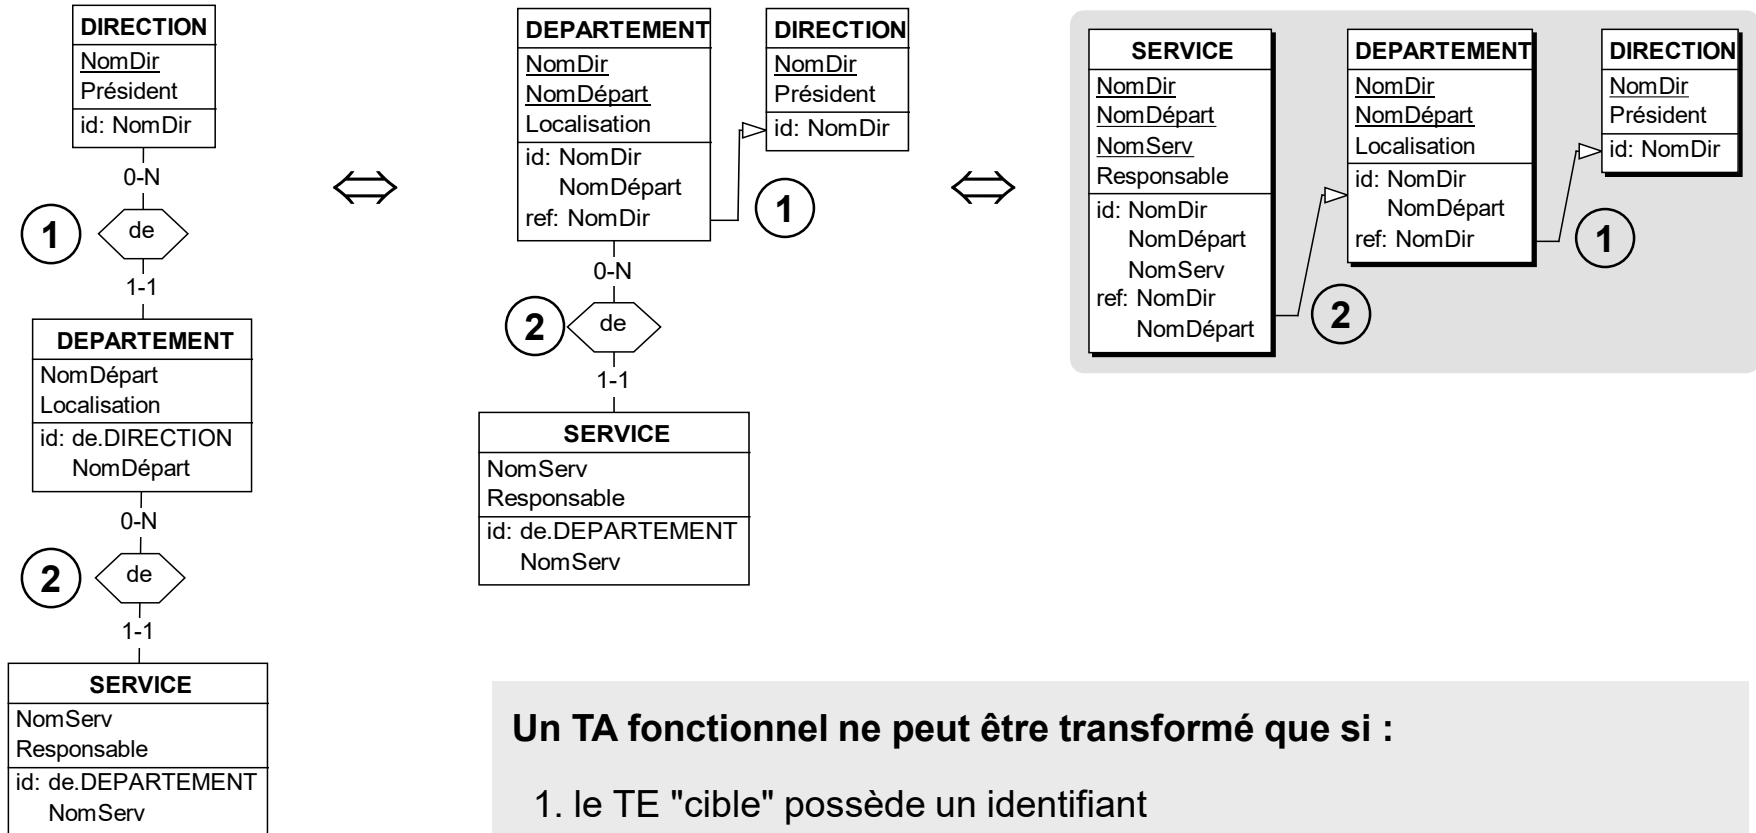 DIRECTION
NomDir
Président
id: NomDir
0-N
1
de
1-1
DEPARTEMENT
NomDépart
Localisation
id: de.DIRECTION
NomDépart
0-N
2
de
1-1
SERVICE
NomServ
Responsable
id: de.DEPARTEMENT
NomServ
DEPARTEMENT
NomDir
NomDépart
Localisation
id: NomDir
NomDépart
ref: NomDir
DIRECTION
NomDir
Président
id: NomDir
1
0-N
2
de
1-1
SERVICE
NomServ
Responsable
id: de.DEPARTEMENT
NomServ
SERVICE
NomDir
NomDépart
NomServ
Responsable
id: NomDir
NomDépart
NomServ
ref: NomDir
NomDépart
2
DEPARTEMENT
NomDir
NomDépart
Localisation
id: NomDir
NomDépart
ref: NomDir
1
DIRECTION
NomDir
Président
id: NomDir
Un TA fonctionnel ne peut être transformé que si :
1. le TE "cible" possède un identifiant